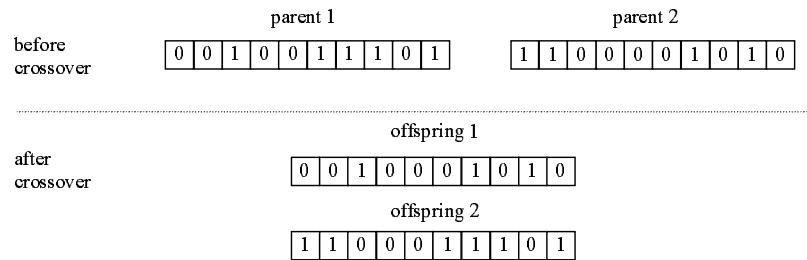 parent 1 parent 2
before
crossover
0 0 1 0 0 1 1 1 0 1 1 1 0 0 0 0 1 0 1 0
offspring 1
after
crossover
0 0 1 0 0 0 1 0 1 0
offspring 2
1 1 0 0 0 1 1 1 0 1